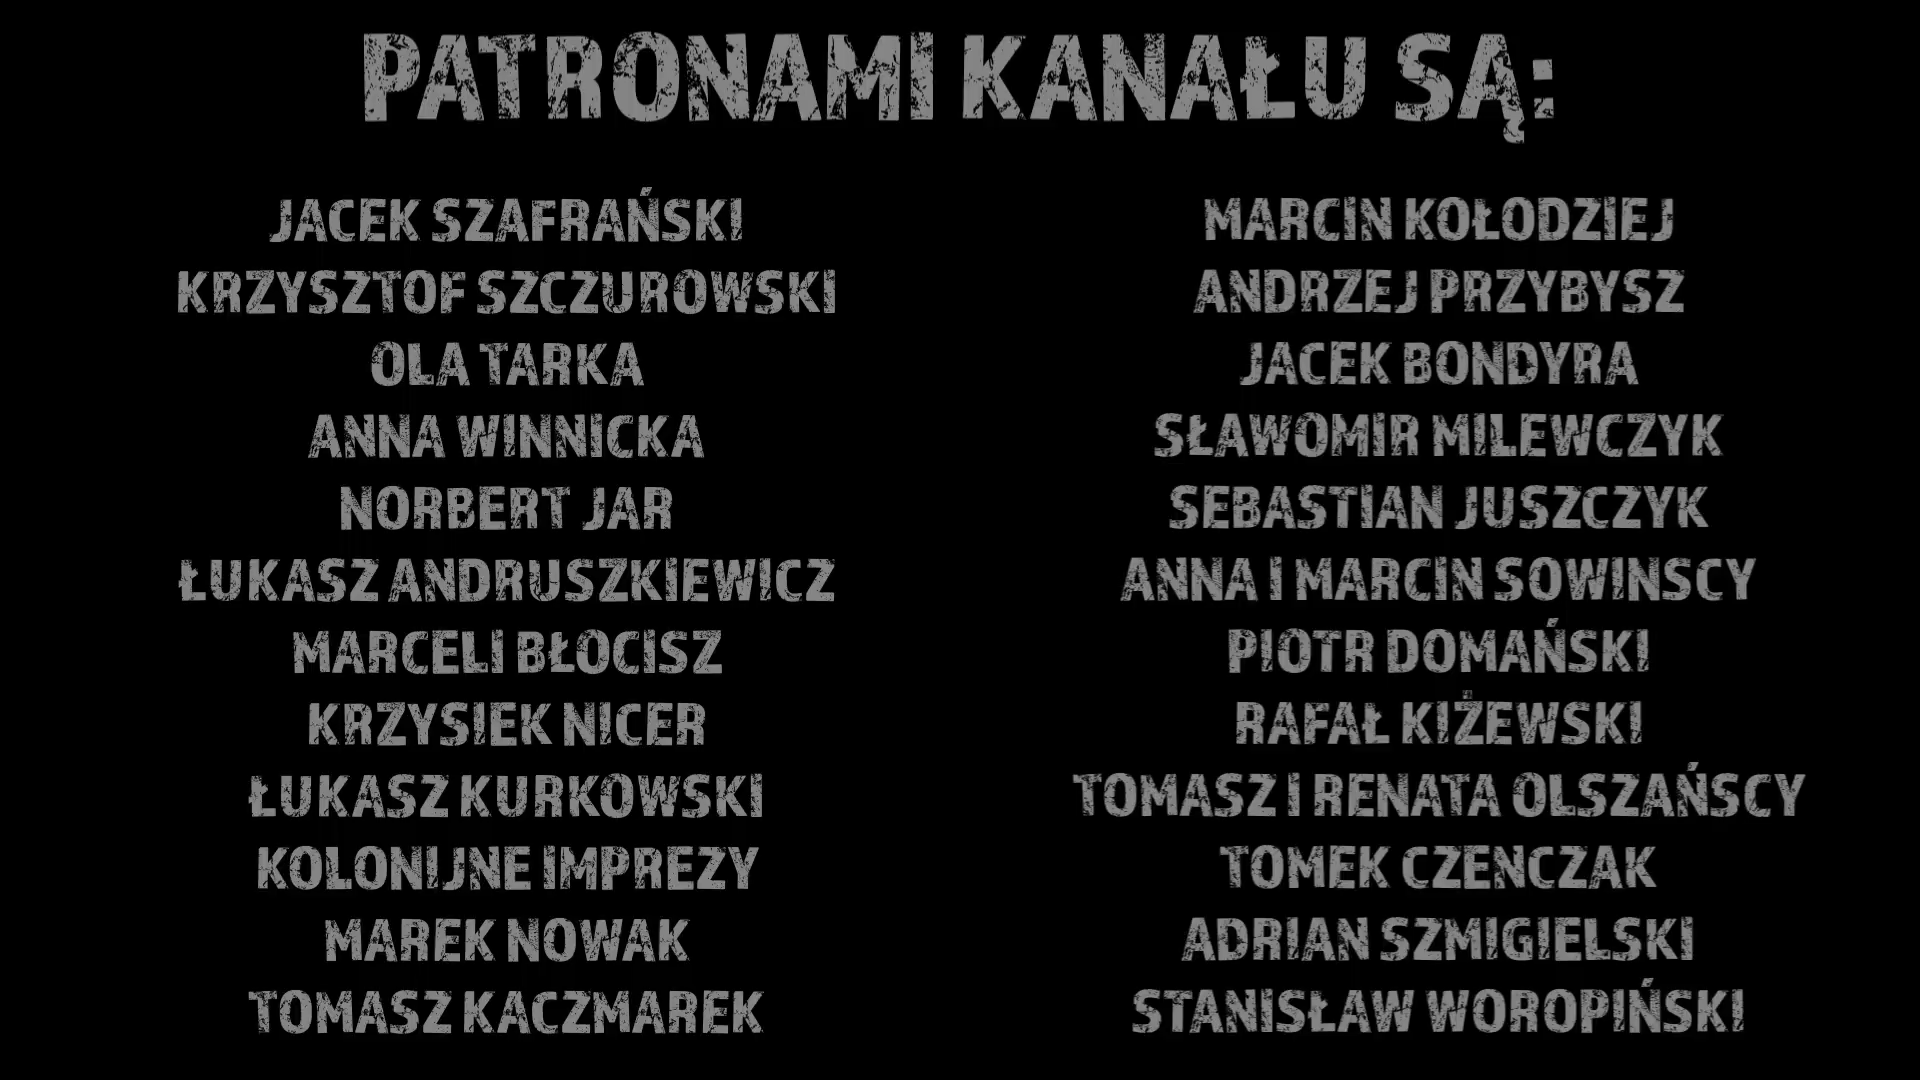 PATRONAMI KANAŁU SĄ:
JACEK SZAFRAŃSKI
KRZYSZTOF SZCZUROWSKI
OLA TARKA
ANNA WINNICKA
NORBERT JAR
ŁUKASZ ANDRUSZKIEWICZ
MARCELI BŁOCISZ
KRZYSIEK NICER
ŁUKASZ KURKOWSKI
KOLONIJNE IMPREZY
MAREK NOWAK
TOMASZ KACZMAREK
MARCIN KOŁODZIEJ
ANDRZEJ PRZYBYSZ
JACEK BONDYRA
SŁAWOMIR MILEWCZYK
SEBASTIAN JUSZCZYK
ANNA I MARCIN SOWINSCY
PIOTR DOMAŃSKI
RAFAŁ KIŻEWSKI
TOMASZ I RENATA OLSZAŃSCY
TOMEK CZENCZAK
ADRIAN SZMIGIELSKI
STANISŁAW WOROPIŃSKI